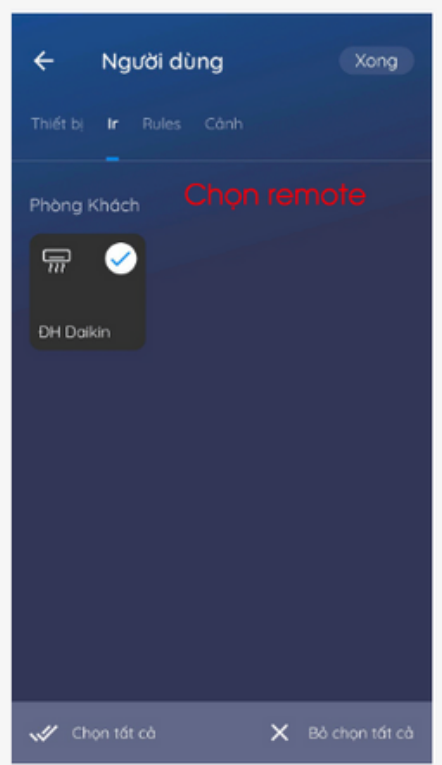 Người dùng
Xong
Thiết bị Ir Rules Cảnh
Phòng Khách
Chọn remote
ĐH Daikin
Chọn tất cả
Bỏ chọn tất cả